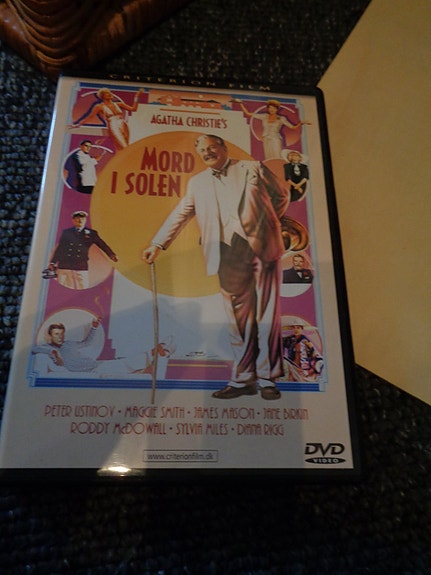 CRITERION FILM
AGATHA CHRISTIE'S
MORD
I SOLEN
PETER USTINOV • MAGGIE SMITH • JAMES MASON • JANE BIRKIN
RODDY McDOWALL • SYLVIA MILES • DIANA RIGG
www.criterionfilm.dk
DVD
VIDEO